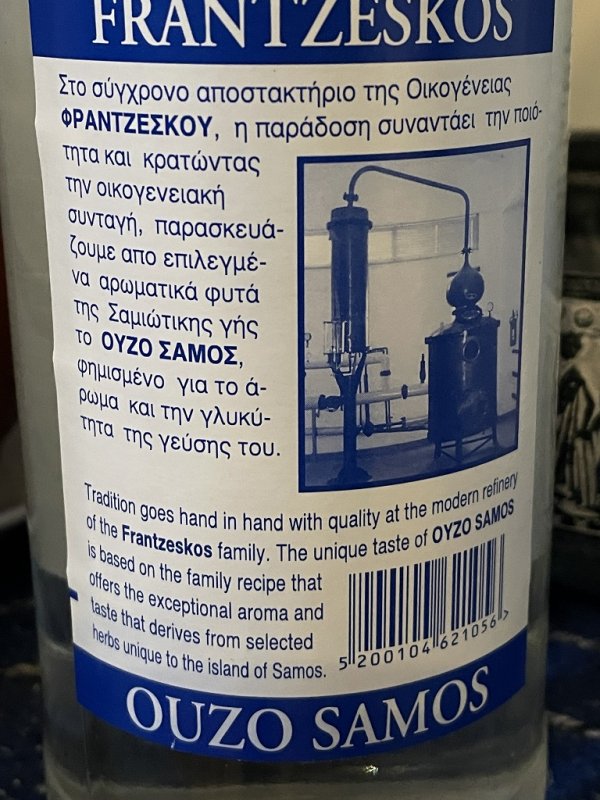 FRANTZESKOS
Στο σύγχρονο αποστακτήριο της Οικογένειας
ΦΡΑΝΤΖΕΣΚΟΥ, η παράδοση συναντάει την ποιό-
τητα και κρατώντας
την οικογενειακή
συνταγή, παρασκευά-
ζουμε απο επιλεγμέ-
να αρωματικά φυτά
της Σαμιώτικης γής
το ΟΥΖΟ ΣΑΜΟΣ,
φημισμένο για το ά-
ρωμα και την γλυκύ-
τητα της γεύσης του.
Tradition goes hand in hand with quality at the modern refinery
of the Frantzeskos family. The unique taste of OYZO SAMOS
is based on the family recipe that
offers the exceptional aroma and
taste that derives from selected
herbs unique to the island of Samos.
5 200104 621056 >
OUZO SAMOS